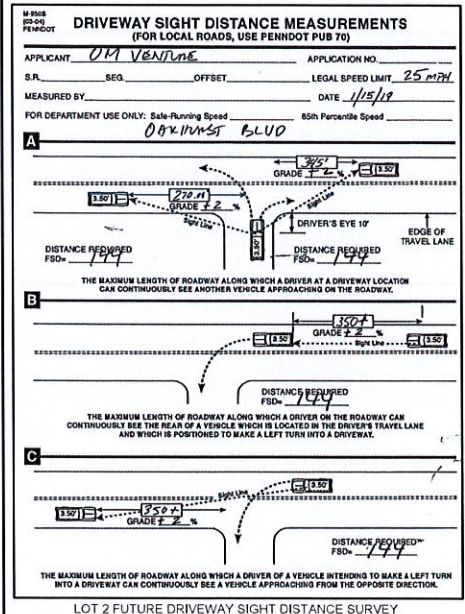 M-950S
(03-04)
PENNDOT
DRIVEWAY SIGHT DISTANCE MEASUREMENTS
(FOR LOCAL ROADS, USE PENNDOT PUB 70)
APPLICANT UM VENTURE APPLICATION NO.
S.R. SEG. OFFSET LEGAL SPEED LIMIT 25 MPH
MEASURED BY DATE 1/15/19
FOR DEPARTMENT USE ONLY: Safe-Running Speed 85th Percentile Speed
OAKHURST BLVD
A
345'
GRADE ± 2 %
3.50'
3.50'
270
GRADE ± 2 %
Sight Line
Sight Line
3.50'
DRIVER'S EYE 10'
EDGE OF
TRAVEL LANE
DISTANCE REQUIRED
FSD= 144
DISTANCE REQUIRED
FSD= 144
THE MAXIMUM LENGTH OF ROADWAY ALONG WHICH A DRIVER AT A DRIVEWAY LOCATION
CAN CONTINUOUSLY SEE ANOTHER VEHICLE APPROACHING ON THE ROADWAY.
B
350+
GRADE ± 2 %
3.50'
Sight Line
3.50'
DISTANCE REQUIRED
FSD= 144
THE MAXIMUM LENGTH OF ROADWAY ALONG WHICH A DRIVER ON THE ROADWAY CAN
CONTINUOUSLY SEE THE REAR OF A VEHICLE WHICH IS LOCATED IN THE DRIVER'S TRAVEL LANE
AND WHICH IS POSITIONED TO MAKE A LEFT TURN INTO A DRIVEWAY.
C
Sight Line
3.50'
3.50'
350+
GRADE ± 2 %
DISTANCE REQUIRED
FSD= 144
THE MAXIMUM LENGTH OF ROADWAY ALONG WHICH A DRIVER OF A VEHICLE INTENDING TO MAKE A LEFT TURN
INTO A DRIVEWAY CAN CONTINUOUSLY SEE A VEHICLE APPROACHING FROM THE OPPOSITE DIRECTION.
LOT 2 FUTURE DRIVEWAY SIGHT DISTANCE SURVEY